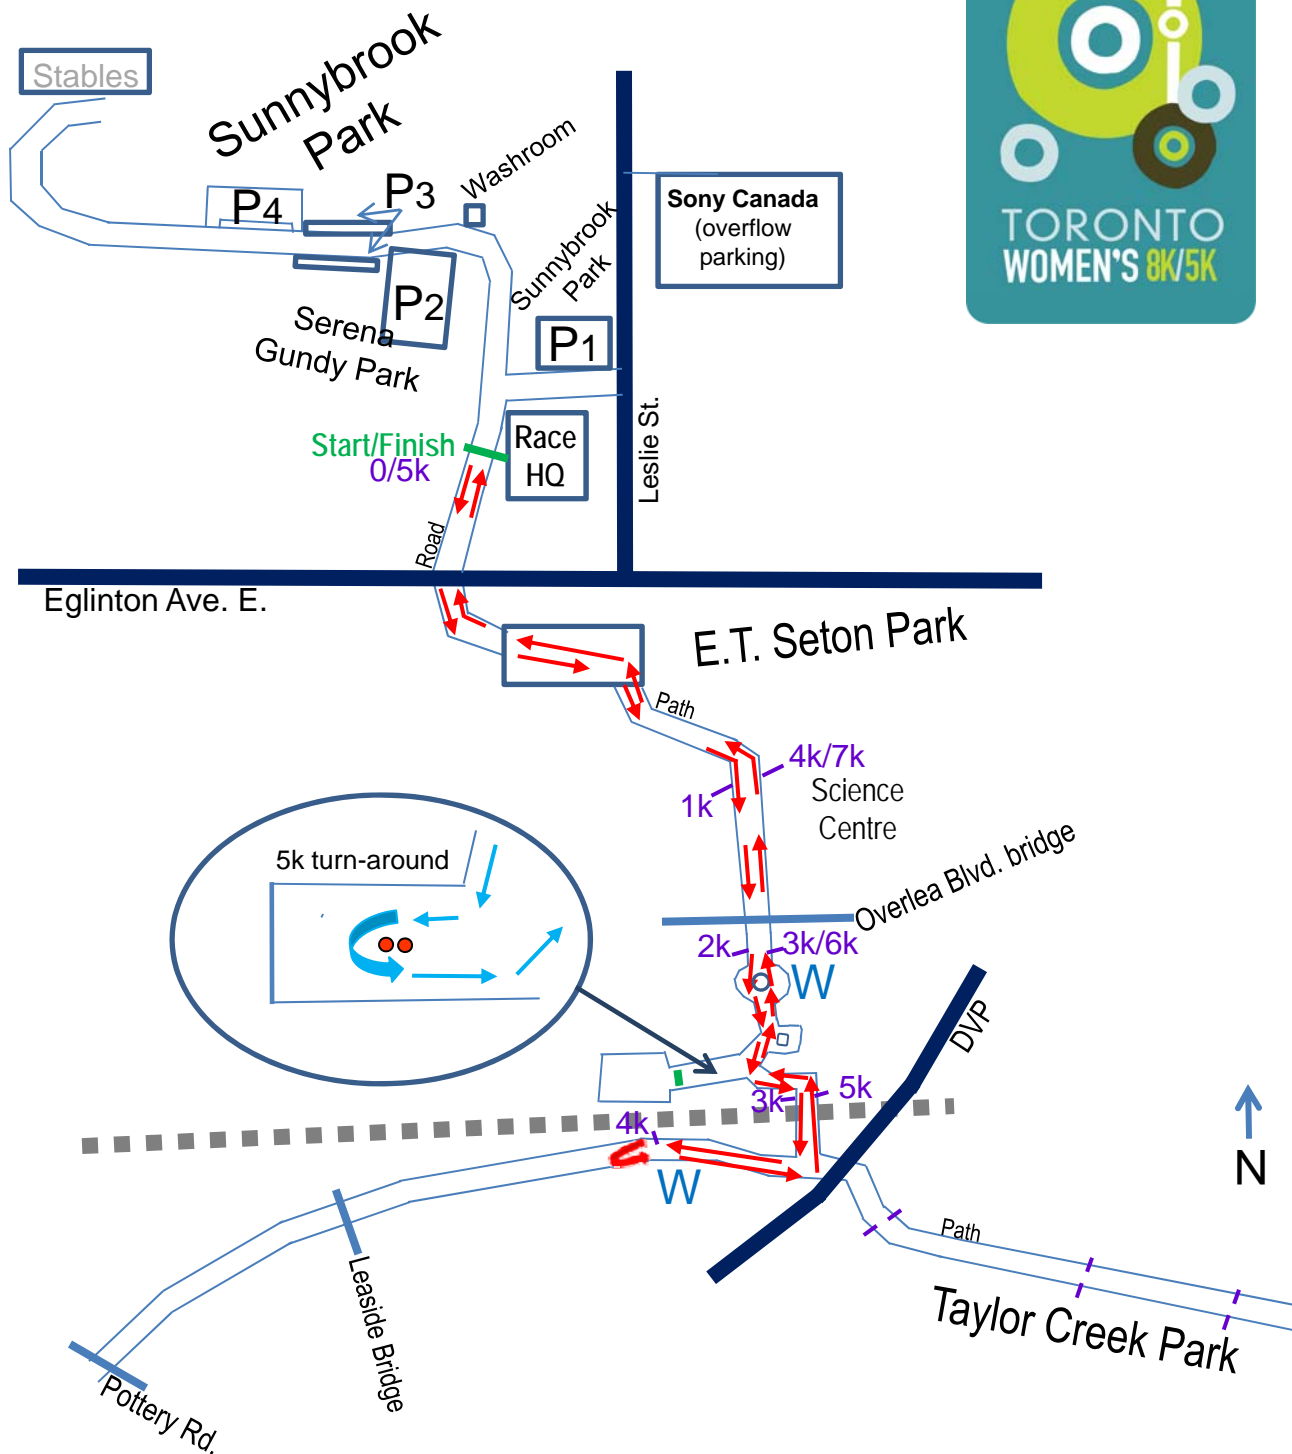 Stables
Sunnybrook
Park
P4
P3
Washroom
P2
Serena
Gundy Park
Sunnybrook
Park
P1
Sony Canada
(overflow
parking)
TORONTO
WOMEN'S 8K/5K
Start/Finish
0/5k
Race
HQ
Leslie St.
Road
Eglinton Ave. E.
E.T. Seton Park
Path
4k/7k
1k
Science
Centre
5k turn-around
Overlea Blvd. bridge
2k
3k/6k
W
DVP
3k
5k
4k
W
N
Path
Leaside Bridge
Taylor Creek Park
Pottery Rd.